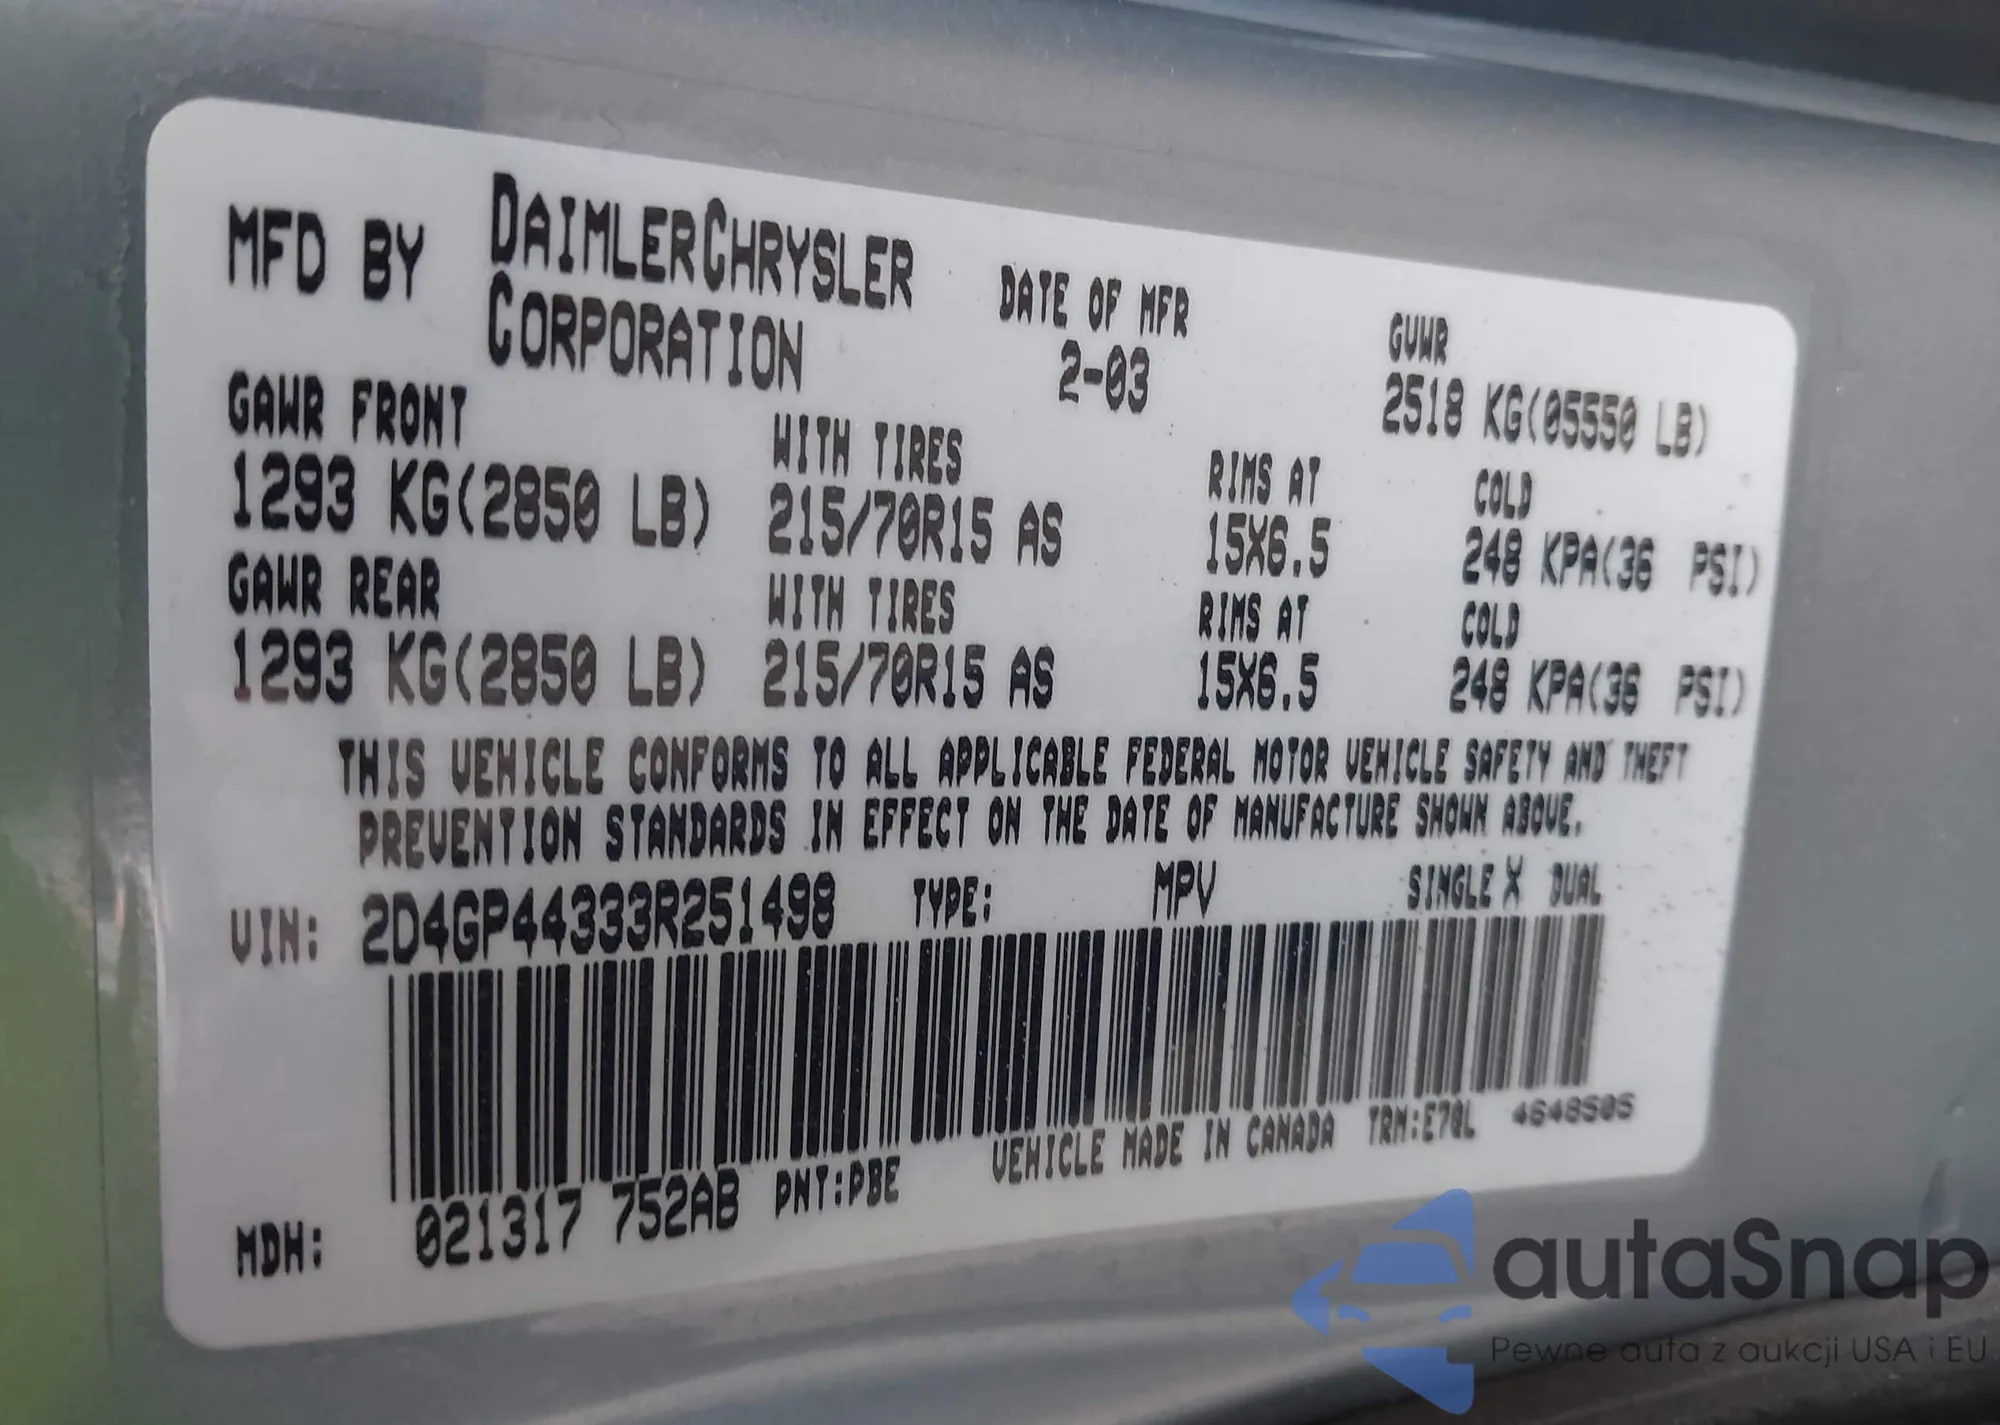 MFD BY DAIMLERCHRYSLER CORPORATION
DATE OF MFR
2-03
GVWR
2518 KG(05550 LB)
GAWR FRONT
1293 KG(2850 LB)
WITH TIRES
215/70R15 AS
RIMS AT
15X6.5
COLD
248 KPA(36 PSI)
GAWR REAR
1293 KG(2850 LB)
WITH TIRES
215/70R15 AS
RIMS AT
15X6.5
COLD
248 KPA(36 PSI)
THIS VEHICLE CONFORMS TO ALL APPLICABLE FEDERAL MOTOR VEHICLE SAFETY AND THEFT
PREVENTION STANDARDS IN EFFECT ON THE DATE OF MANUFACTURE SHOWN ABOVE.
VIN: 2D4GP44333R251498 TYPE: MPV SINGLE X DUAL
MDH: 021317 752AB PNT:PBE VEHICLE MADE IN CANADA TRM:E7QL 4648505
autaSnap
Pewne auta z aukcji USA i EU